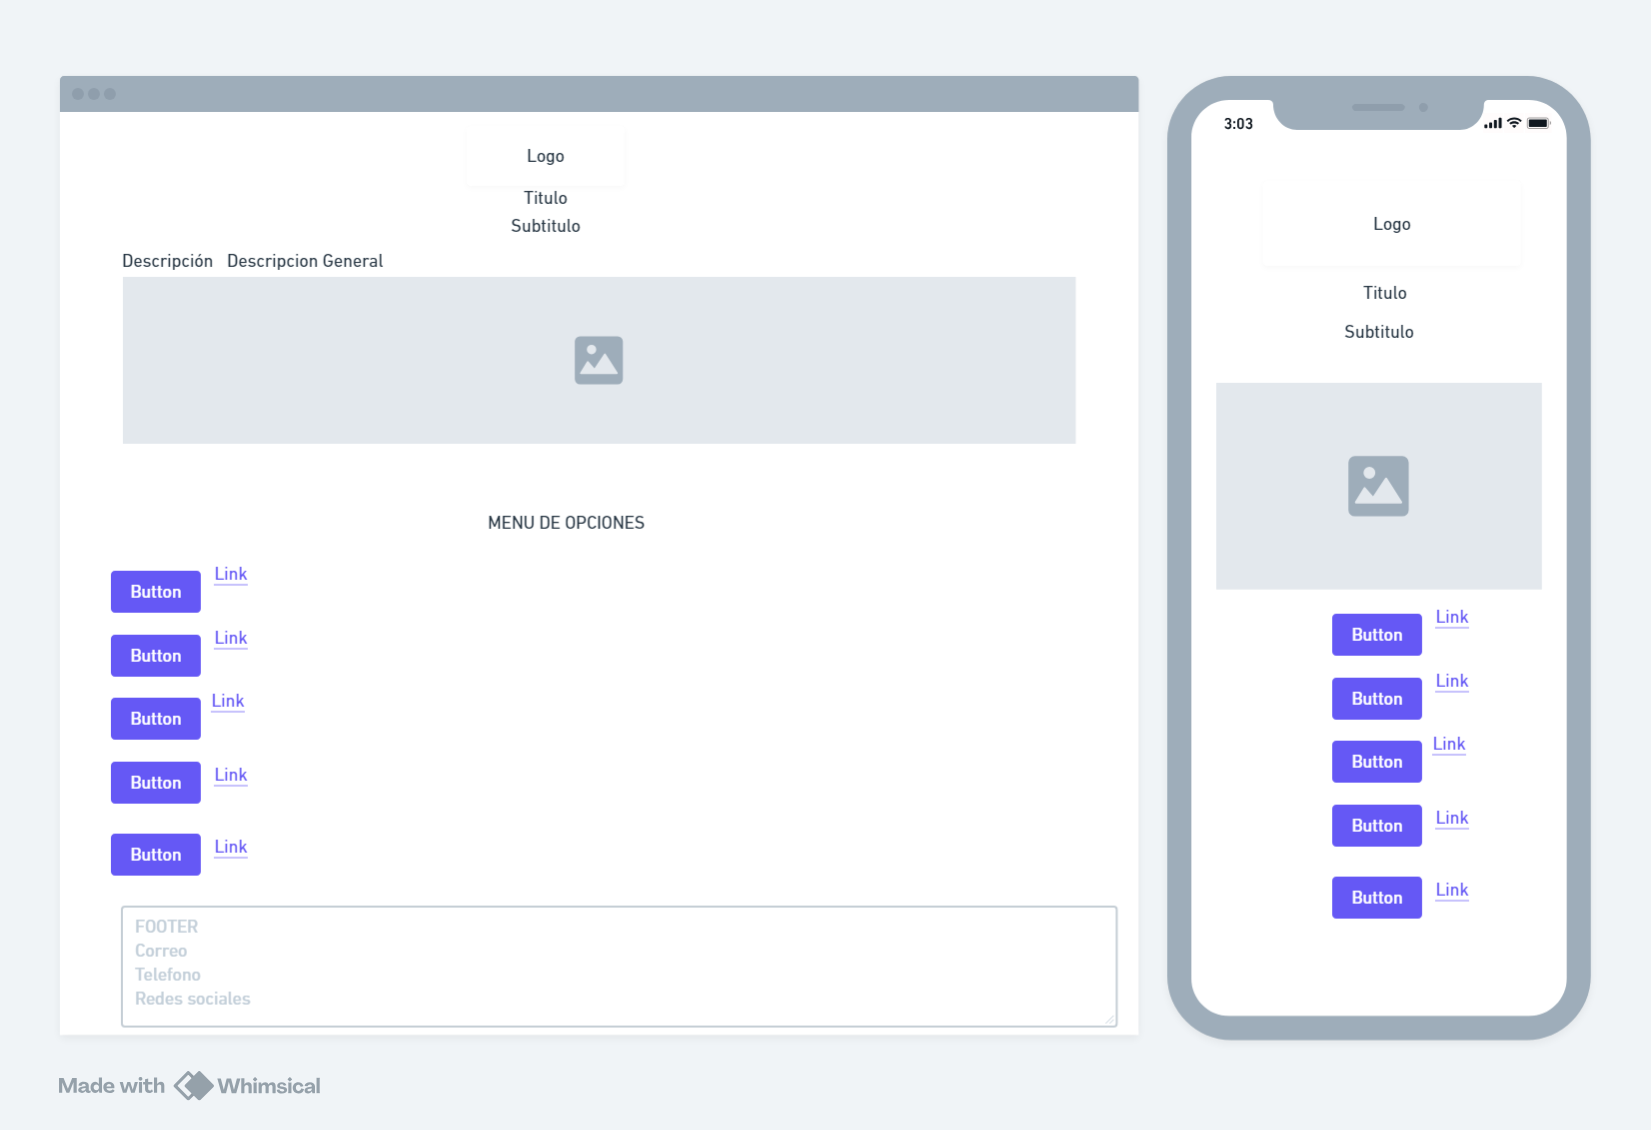 Logo
Titulo
Subtitulo
Descripción Descripcion General
MENU DE OPCIONES
Button Link
Button Link
Button Link
Button Link
Button Link
FOOTER
Correo
Telefono
Redes sociales
3:03
Logo
Titulo
Subtitulo
Button Link
Button Link
Button Link
Button Link
Button Link
Made with Whimsical